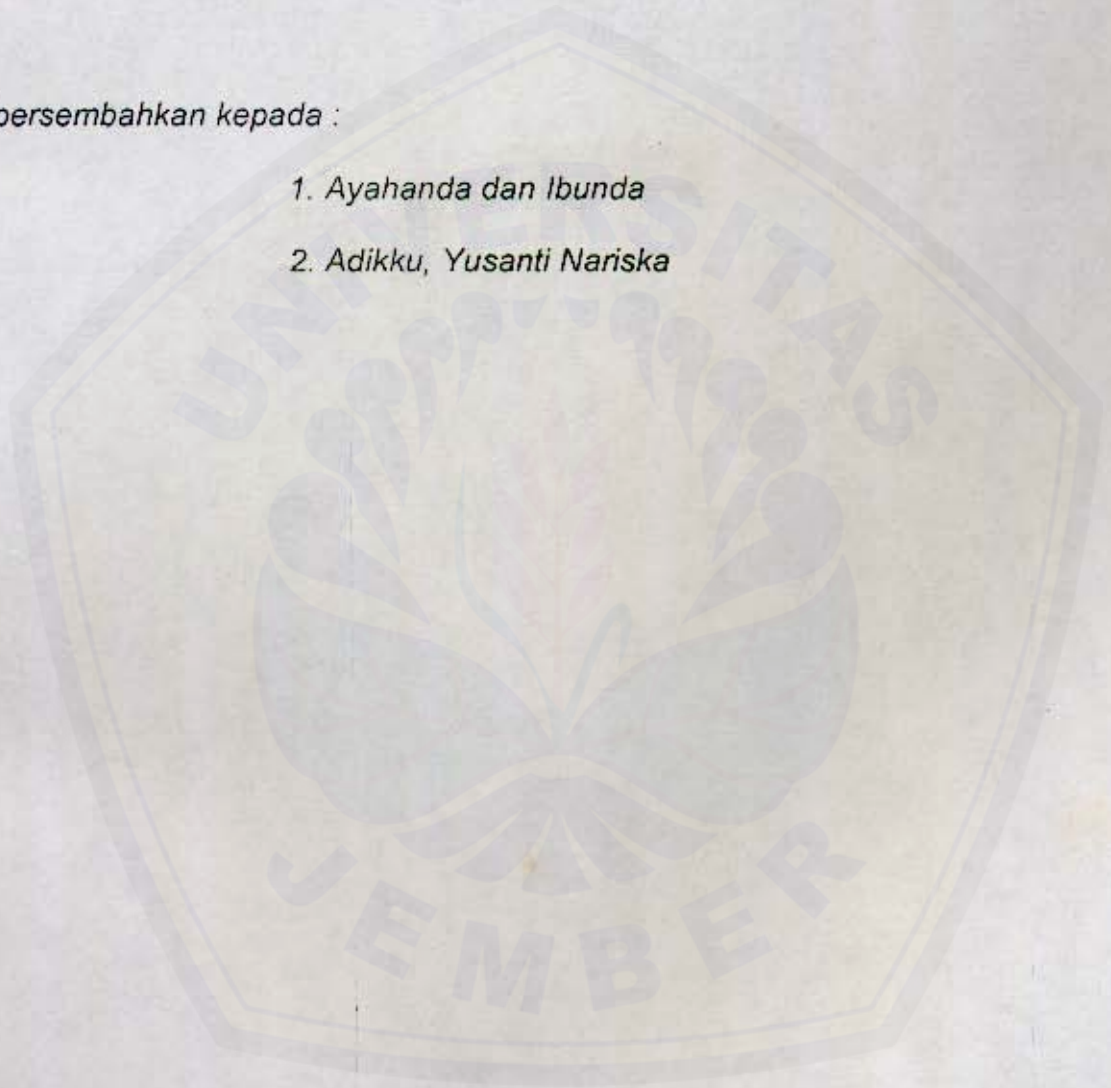 persembahkan kepada :
1. Ayahanda dan Ibunda
2. Adikku, Yusanti Nariska
UNIVERSITAS
JEMBER